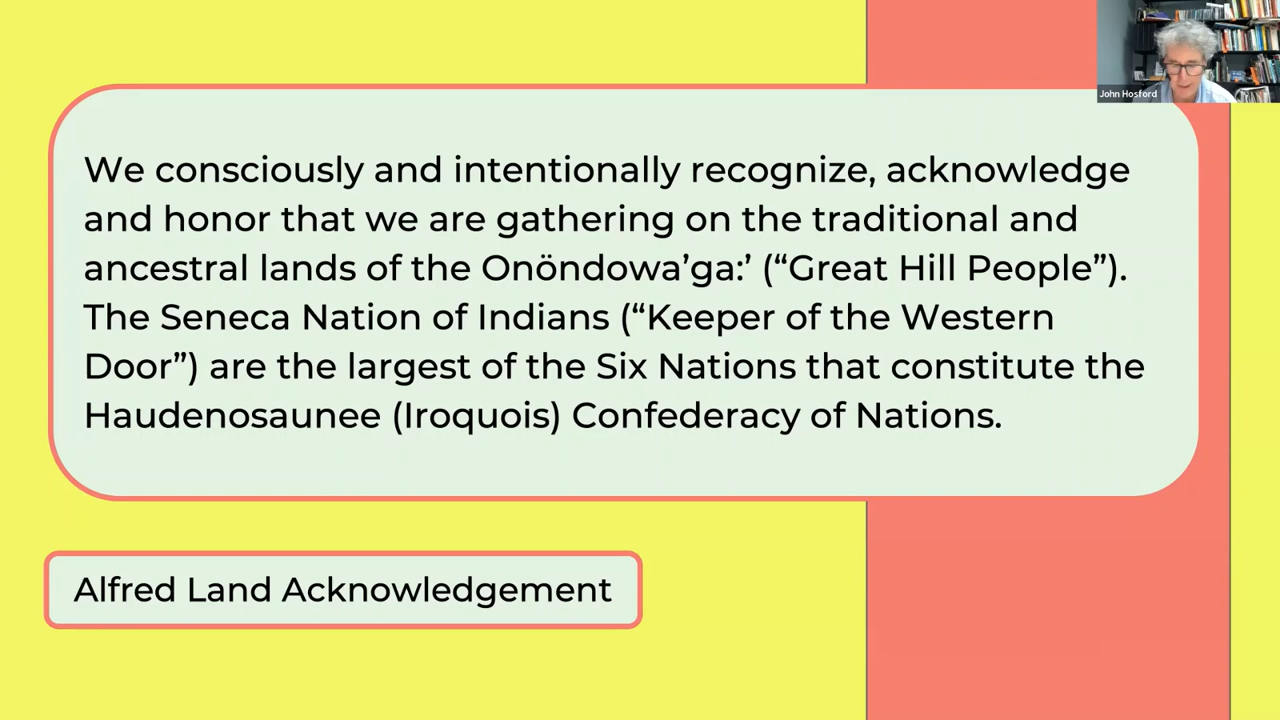 John Hosford
We consciously and intentionally recognize, acknowledge
and honor that we are gathering on the traditional and
ancestral lands of the Onöndowa’ga:’ (“Great Hill People”).
The Seneca Nation of Indians (“Keeper of the Western
Door”) are the largest of the Six Nations that constitute the
Haudenosaunee (Iroquois) Confederacy of Nations.
Alfred Land Acknowledgement